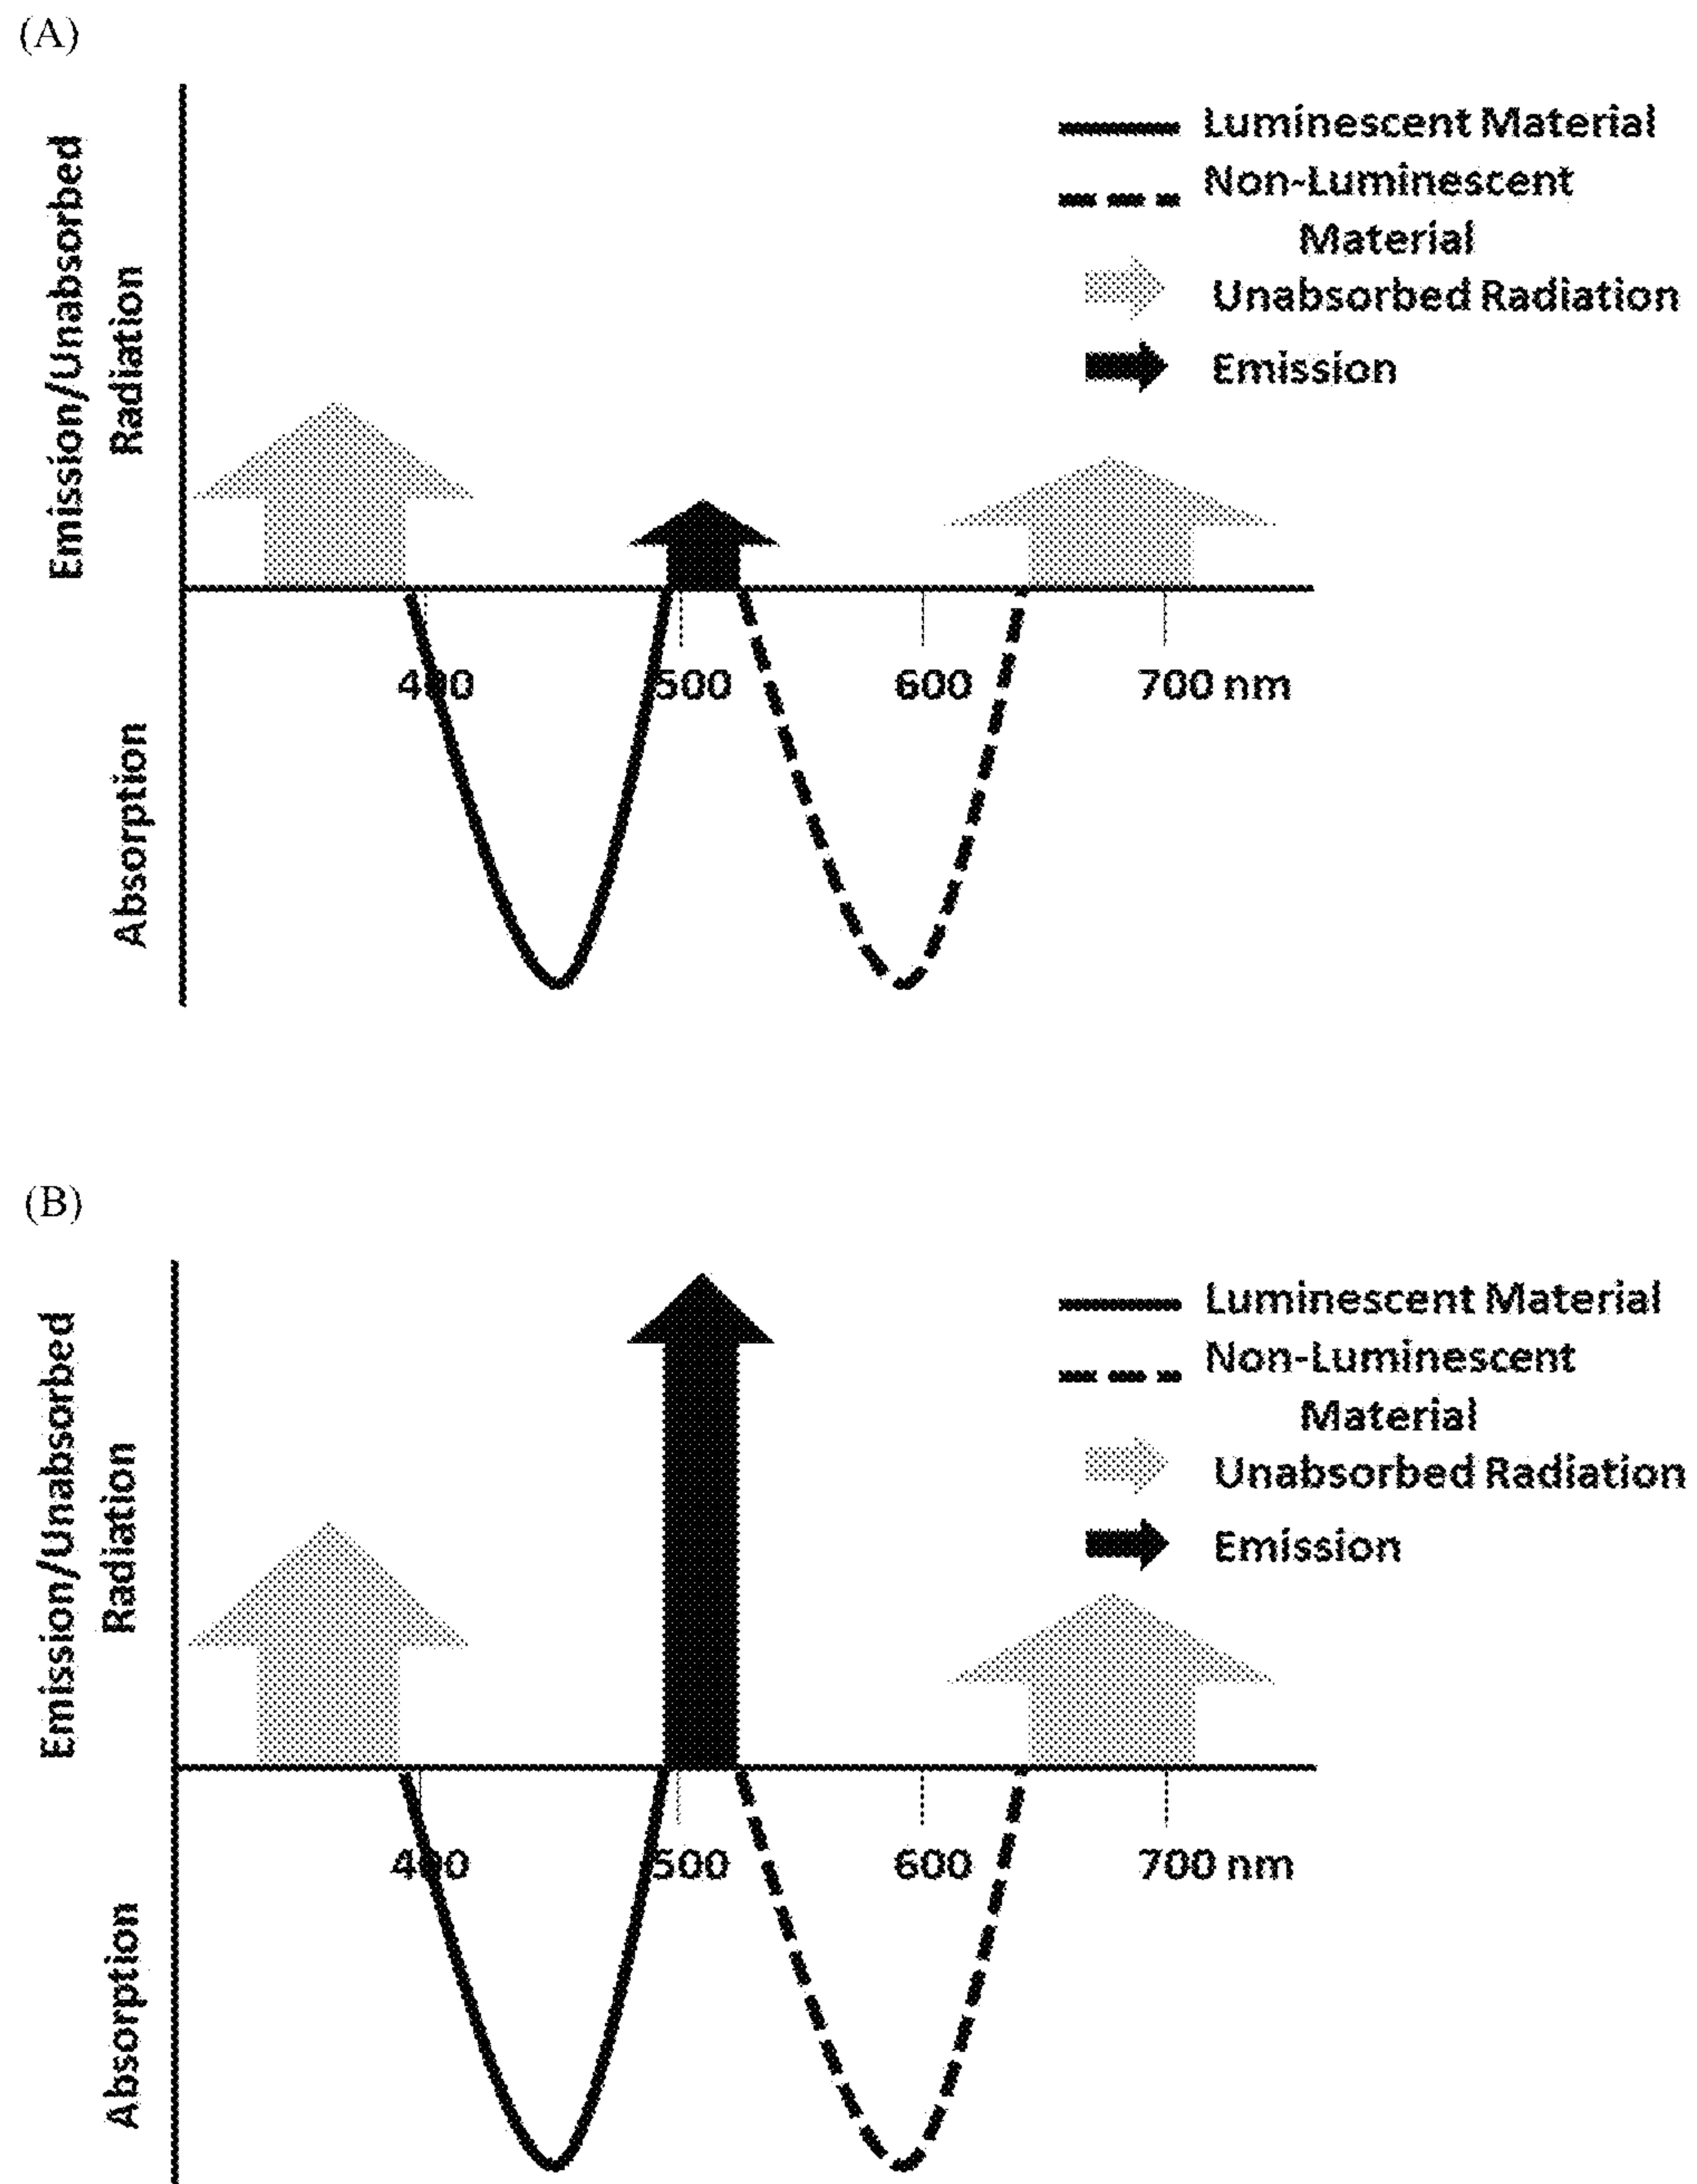 (A)
Emission/Unabsorbed
Radiation
Absorption
Luminescent Material
Non-Luminescent
Material
Unabsorbed Radiation
Emission
400
500
600
700 nm
(B)
Emission/Unabsorbed
Radiation
Absorption
Luminescent Material
Non-Luminescent
Material
Unabsorbed Radiation
Emission
400
500
600
700 nm